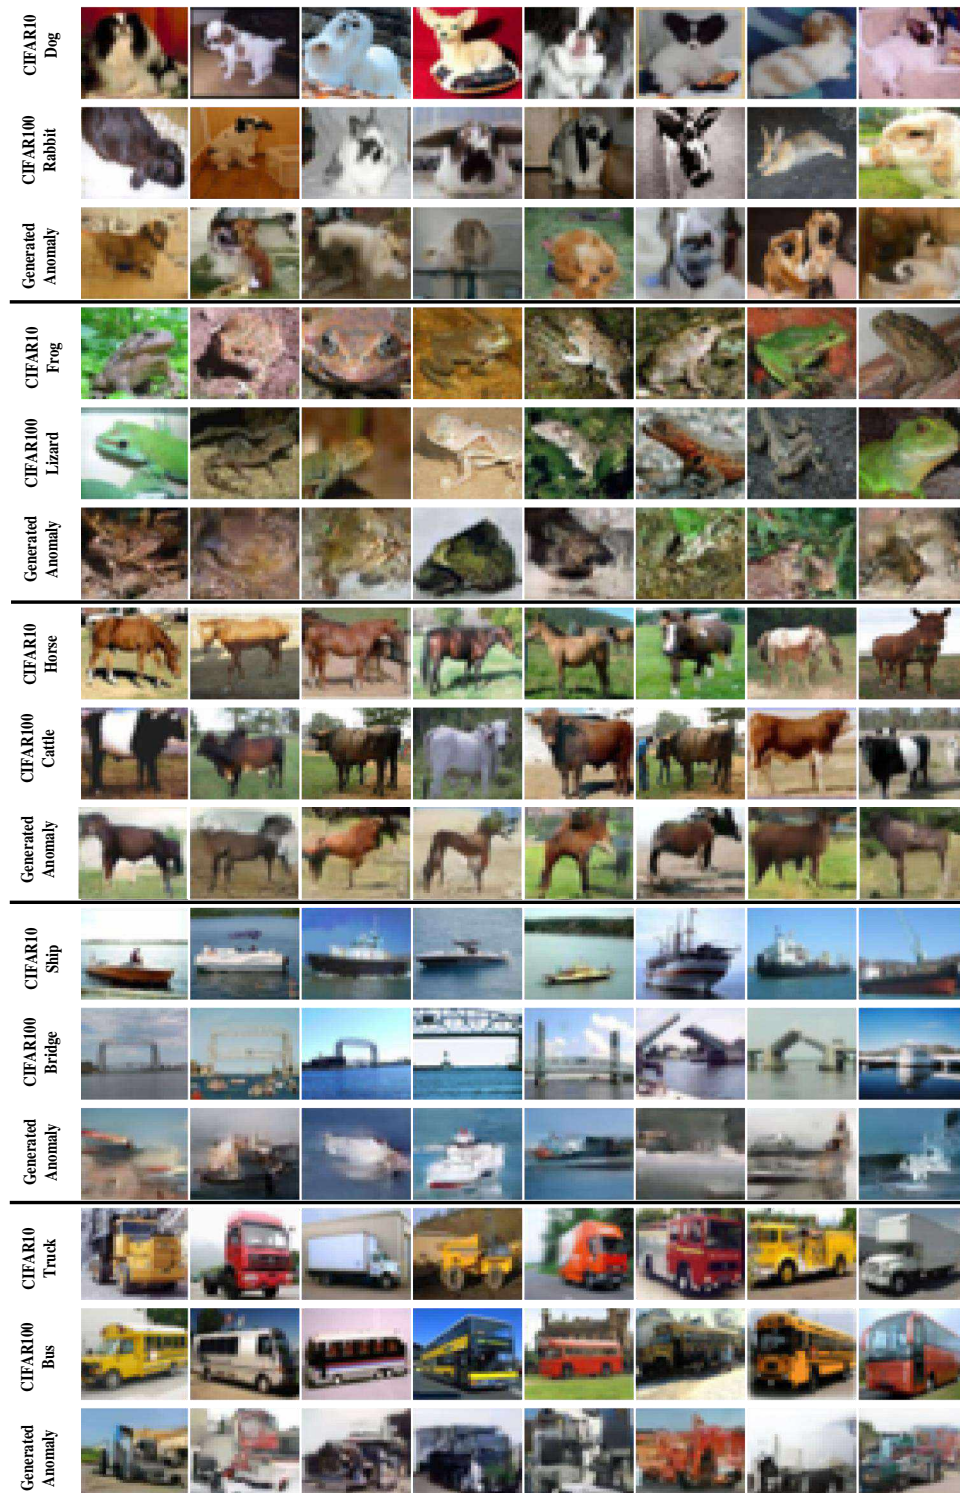 CIFAR10
Dog
CIFAR100
Rabbit
Generated
Anomaly
CIFAR10
Frog
CIFAR100
Lizard
Generated
Anomaly
CIFAR10
Horse
CIFAR100
Cattle
Generated
Anomaly
CIFAR10
Ship
CIFAR100
Bridge
Generated
Anomaly
CIFAR10
Truck
CIFAR100
Bus
Generated
Anomaly